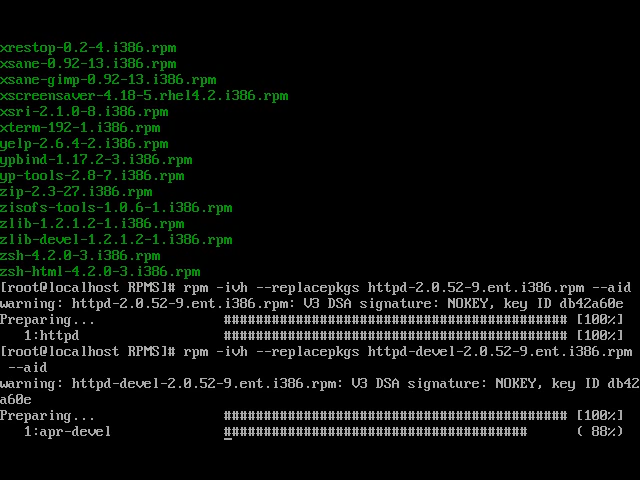 xrestop-0.2-4.i386.rpm
xsane-0.92-13.i386.rpm
xsane-gimp-0.92-13.i386.rpm
xscreensaver-4.18-5.rhel4.2.i386.rpm
xsri-2.1.0-8.i386.rpm
xterm-192-1.i386.rpm
yelp-2.6.4-2.i386.rpm
ypbind-1.17.2-3.i386.rpm
yp-tools-2.8-7.i386.rpm
zip-2.3-27.i386.rpm
zisofs-tools-1.0.6-1.i386.rpm
zlib-1.2.1.2-1.i386.rpm
zlib-devel-1.2.1.2-1.i386.rpm
zsh-4.2.0-3.i386.rpm
zsh-html-4.2.0-3.i386.rpm
[root@localhost RPMS]# rpm -ivh --replacepkgs httpd-2.0.52-9.ent.i386.rpm --aid
warning: httpd-2.0.52-9.ent.i386.rpm: V3 DSA signature: NOKEY, key ID db42a60e
Preparing... ########################################### [100%]
1:httpd ########################################### [100%]
[root@localhost RPMS]# rpm -ivh --replacepkgs httpd-devel-2.0.52-9.ent.i386.rpm
--aid
warning: httpd-devel-2.0.52-9.ent.i386.rpm: V3 DSA signature: NOKEY, key ID db42
a60e
Preparing... ########################################### [100%]
1:apr-devel ###################################### ( 88%)